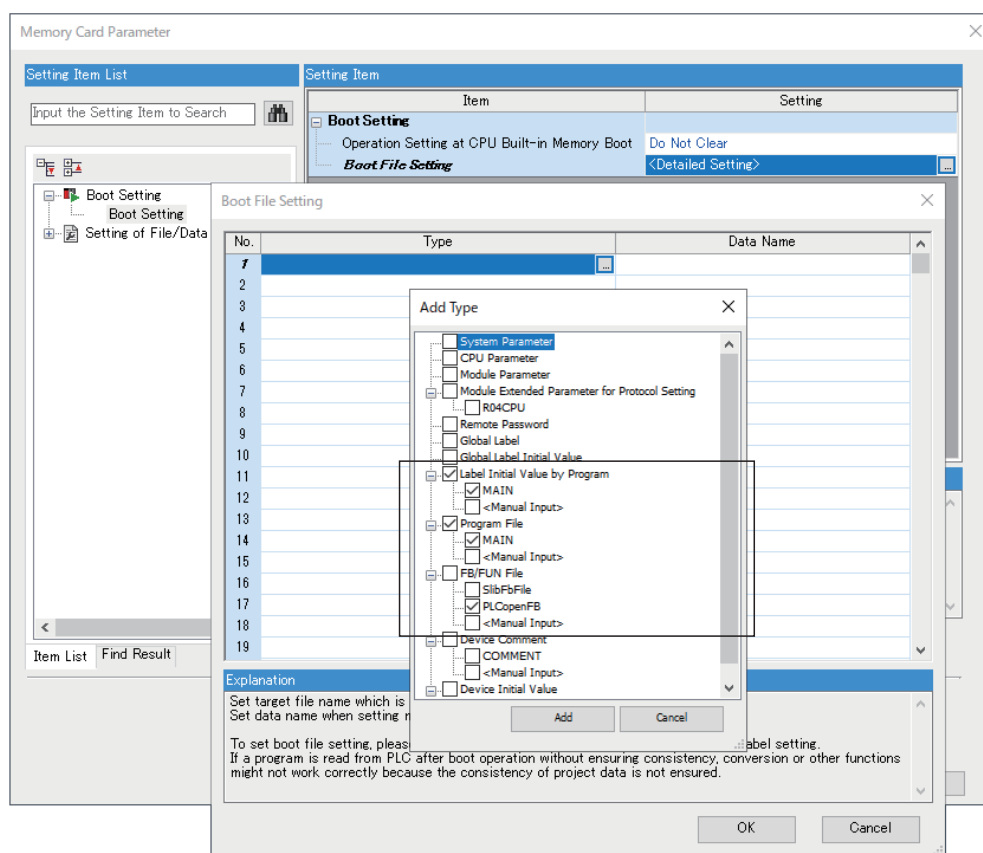 Memory Card Parameter
Setting Item List
Setting Item
Input the Setting Item to Search
Item Setting
Boot Setting
Operation Setting at CPU Built-in Memory Boot Do Not Clear
Boot File Setting <Detailed Setting> ...
Boot Setting
Boot Setting
Setting of File/Data
Item List Find Result
Boot File Setting
No. Type Data Name
1 ...
2
3
4
5
6
7
8
9
10
11
12
13
14
15
16
17
18
19
Add Type
System Parameter
CPU Parameter
Module Parameter
Module Extended Parameter for Protocol Setting
R04CPU
Remote Password
Global Label
Global Label Initial Value
Label Initial Value by Program
MAIN
<Manual Input>
Program File
MAIN
<Manual Input>
FB/FUN File
SlibFbFile
PLCopenFB
<Manual Input>
Device Comment
COMMENT
<Manual Input>
Device Initial Value
Add Cancel
Explanation
Set target file name which is
Set data name when setting
To set boot file setting, abel setting.
If a program is read from PLC after boot operation without ensuring consistency, conversion or other functions
might not work correctly because the consistency of project data is not ensured.
OK Cancel